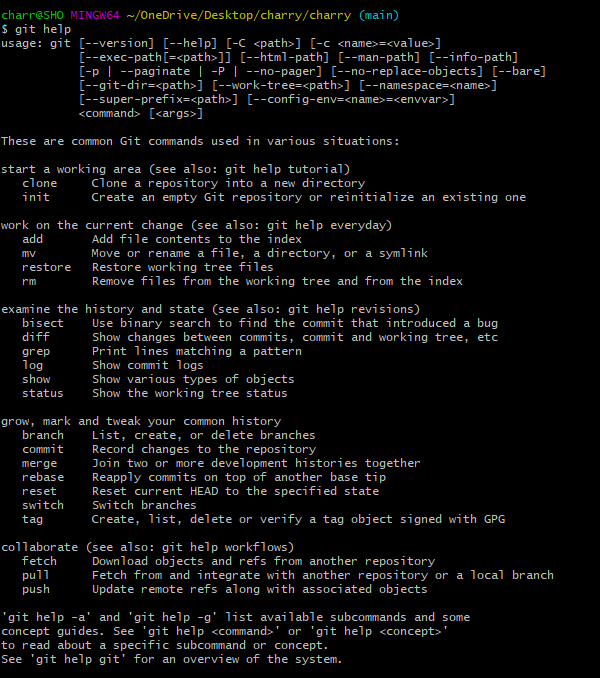 charr@SHO MINGW64 ~/OneDrive/Desktop/charry/charry (main)
$ git help
usage: git [--version] [--help] [-C <path>] [-c <name>=<value>]
           [--exec-path[=<path>]] [--html-path] [--man-path] [--info-path]
           [-p | --paginate | -P | --no-pager] [--no-replace-objects] [--bare]
           [--git-dir=<path>] [--work-tree=<path>] [--namespace=<name>]
           [--super-prefix=<path>] [--config-env=<name>=<envvar>]
           <command> [<args>]

These are common Git commands used in various situations:

start a working area (see also: git help tutorial)
   clone     Clone a repository into a new directory
   init      Create an empty Git repository or reinitialize an existing one

work on the current change (see also: git help everyday)
   add       Add file contents to the index
   mv        Move or rename a file, a directory, or a symlink
   restore   Restore working tree files
   rm        Remove files from the working tree and from the index

examine the history and state (see also: git help revisions)
   bisect    Use binary search to find the commit that introduced a bug
   diff      Show changes between commits, commit and working tree, etc
   grep      Print lines matching a pattern
   log       Show commit logs
   show      Show various types of objects
   status    Show the working tree status

grow, mark and tweak your common history
   branch    List, create, or delete branches
   commit    Record changes to the repository
   merge     Join two or more development histories together
   rebase    Reapply commits on top of another base tip
   reset     Reset current HEAD to the specified state
   switch    Switch branches
   tag       Create, list, delete or verify a tag object signed with GPG

collaborate (see also: git help workflows)
   fetch     Download objects and refs from another repository
   pull      Fetch from and integrate with another repository or a local branch
   push      Update remote refs along with associated objects

'git help -a' and 'git help -g' list available subcommands and some
concept guides. See 'git help <command>' or 'git help <concept>'
to read about a specific subcommand or concept.
See 'git help git' for an overview of the system.